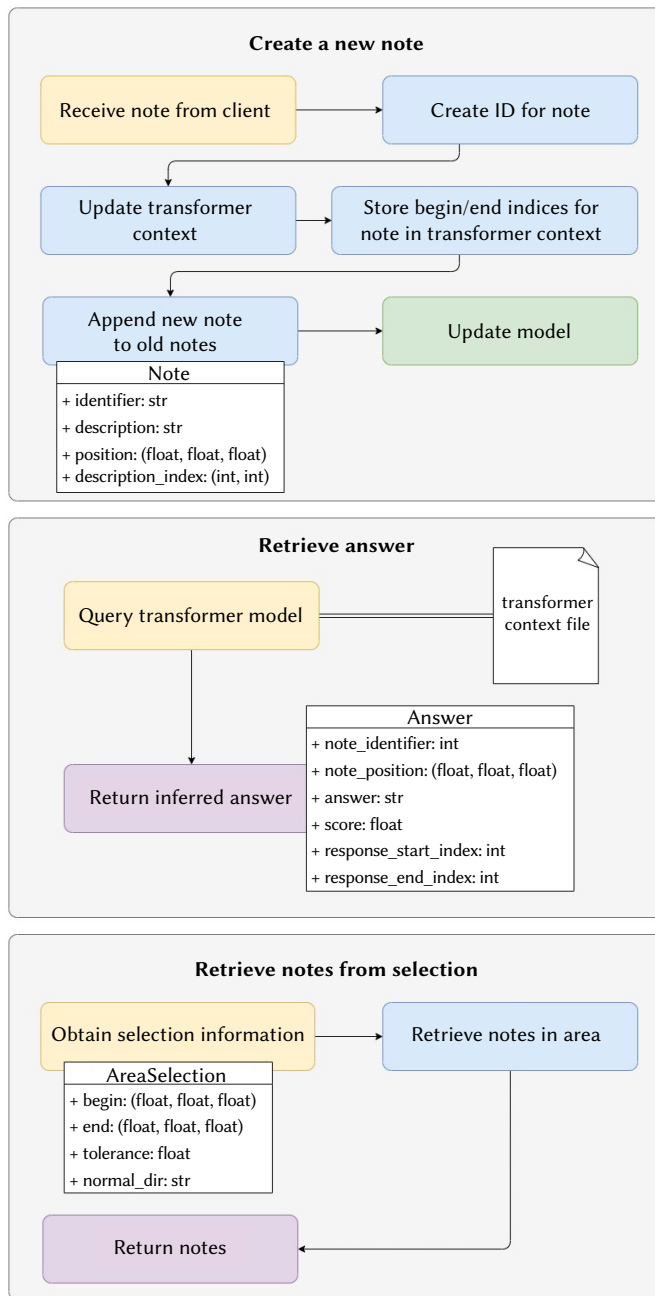 Create a new note
Receive note from client
Create ID for note
Update transformer
context
Store begin/end indices for
note in transformer context
Append new note
to old notes
Update model
Note
+ identifier: str
+ description: str
+ position: (float, float, float)
+ description_index: (int, int)
Retrieve answer
Query transformer model
transformer
context file
Return inferred answer
Answer
+ note_identifier: int
+ note_position: (float, float, float)
+ answer: str
+ score: float
+ response_start_index: int
+ response_end_index: int
Retrieve notes from selection
Obtain selection information
Retrieve notes in area
AreaSelection
+ begin: (float, float, float)
+ end: (float, float, float)
+ tolerance: float
+ normal_dir: str
Return notes